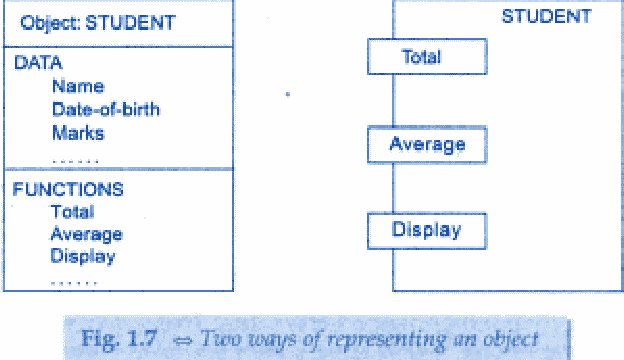 Object: STUDENT
DATA
Name
Date-of-birth
Marks
......
FUNCTIONS
Total
Average
Display
......
STUDENT
Total
Average
Display
Fig. 1.7 ⇔ Two ways of representing an object